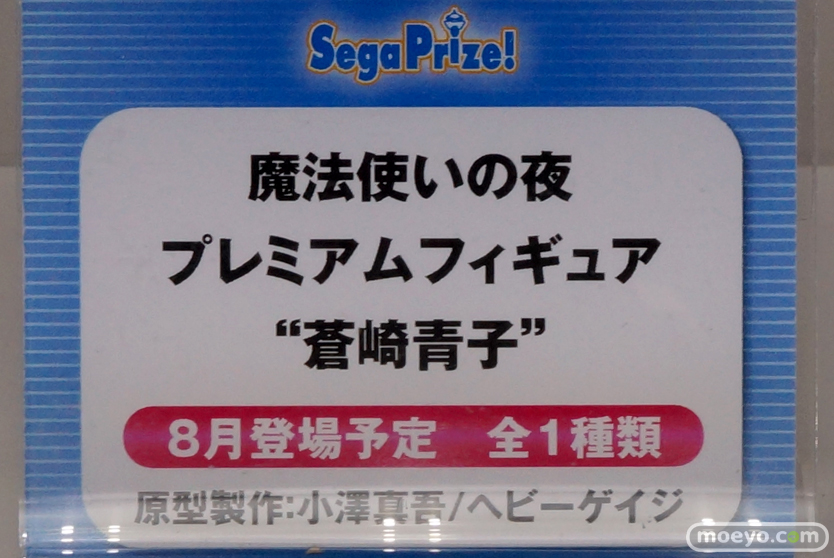 SegaPrize!
魔法使いの夜
プレミアムフィギュア
“蒼崎青子”
8月登場予定　全1種類
原型製作:小澤真吾/ヘビーゲイジ
moeyo.com